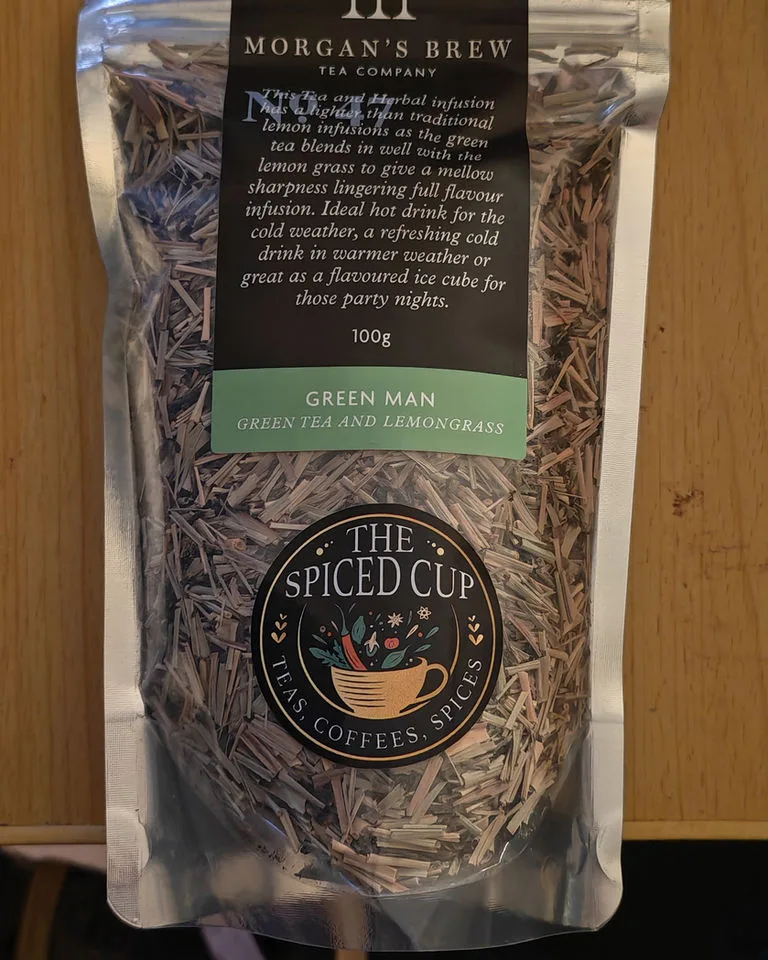 MORGAN'S BREW
TEA COMPANY
No 47
This Tea and Herbal infusion
has a lighter than traditional
lemon infusions as the green
tea blends in well with the
lemon grass to give a mellow
sharpness lingering full flavour
infusion. Ideal hot drink for the
cold weather, a refreshing cold
drink in warmer weather or
great as a flavoured ice cube for
those party nights.
100g
GREEN MAN
GREEN TEA AND LEMONGRASS
THE
SPICED CUP
TEAS, COFFEES, SPICES